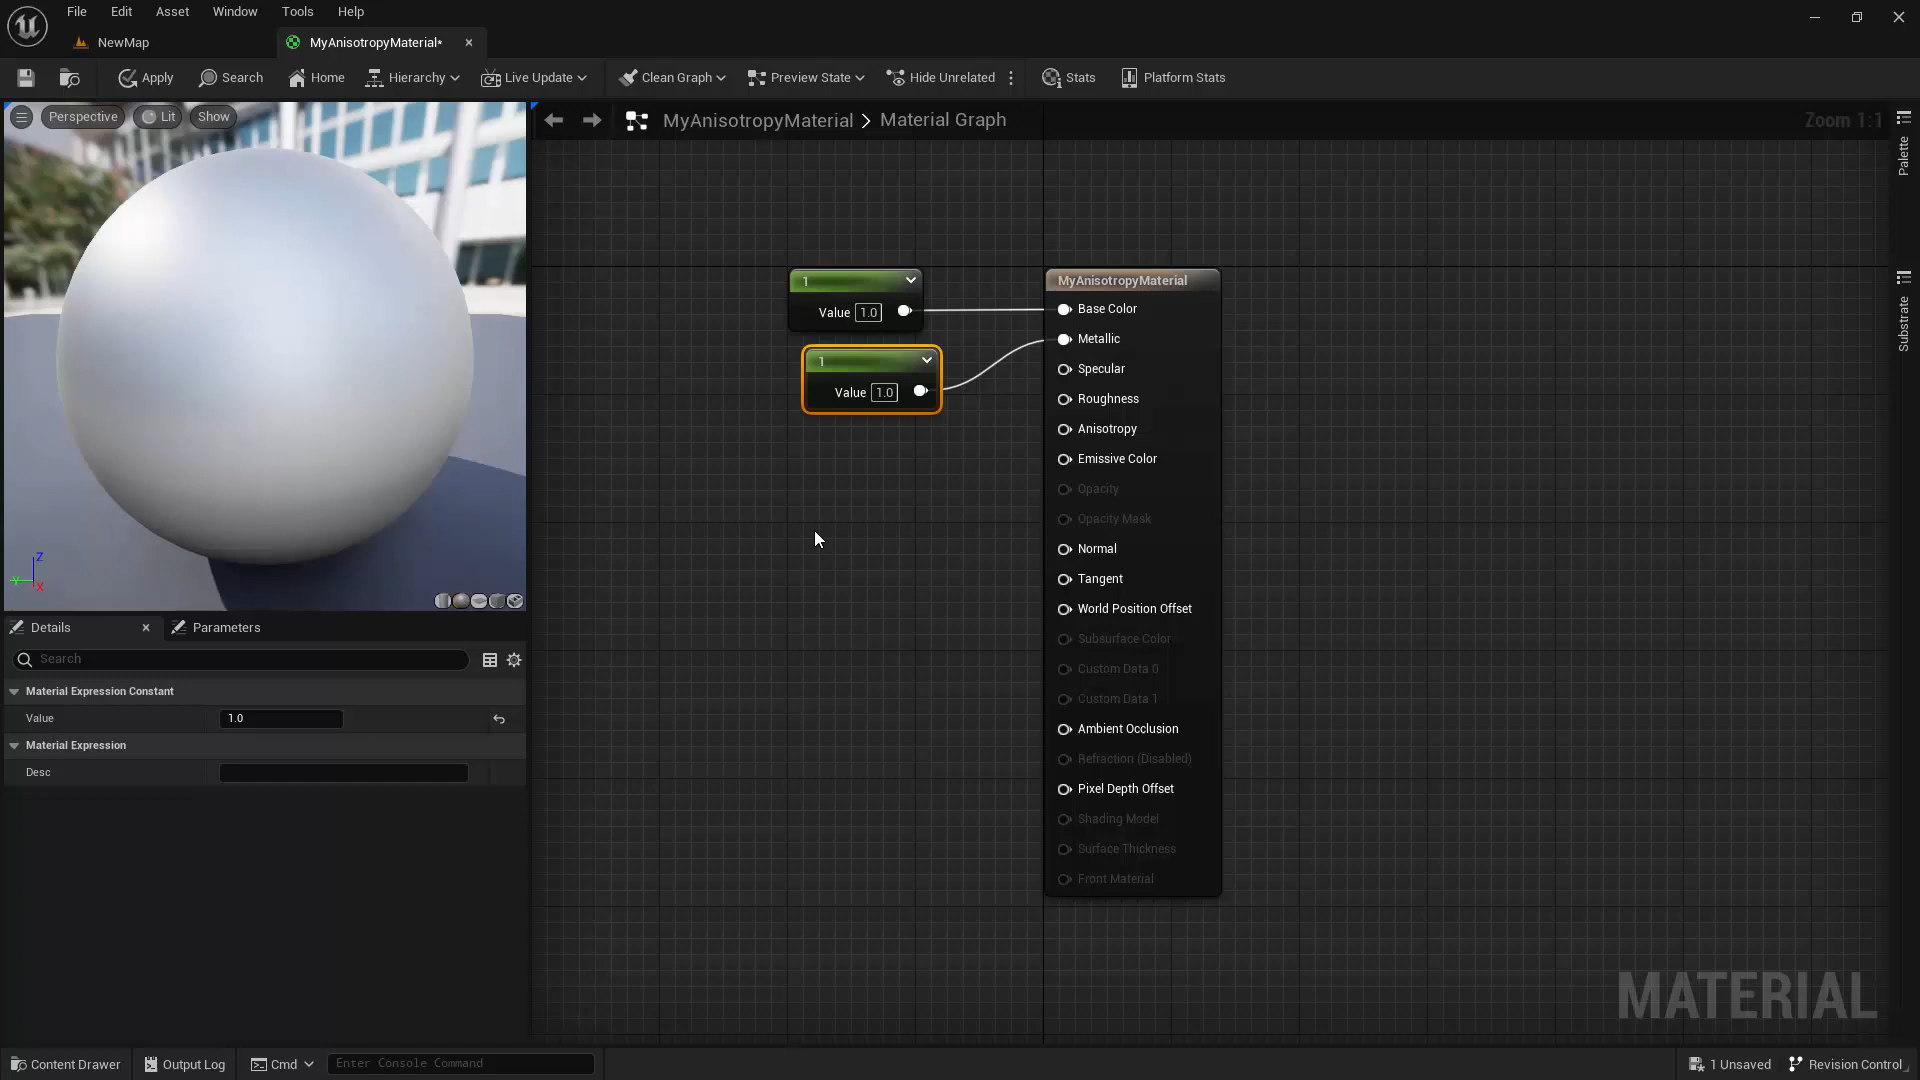 File Edit Asset Window Tools Help
NewMap
MyAnisotropyMaterial*
Apply Search Home Hierarchy Live Update Clean Graph Preview State Hide Unrelated Stats Platform Stats
Perspective Lit Show
MyAnisotropyMaterial > Material Graph
Zoom 1:1
Palette
Substrate
1
Value 1.0
1
Value 1.0
MyAnisotropyMaterial
Base Color
Metallic
Specular
Roughness
Anisotropy
Emissive Color
Opacity
Opacity Mask
Normal
Tangent
World Position Offset
Subsurface Color
Custom Data 0
Custom Data 1
Ambient Occlusion
Refraction (Disabled)
Pixel Depth Offset
Shading Model
Surface Thickness
Front Material
Z
Y
X
Details Parameters
Search
Material Expression Constant
Value 1.0
Material Expression
Desc
MATERIAL
Content Drawer Output Log Cmd Enter Console Command
1 Unsaved Revision Control